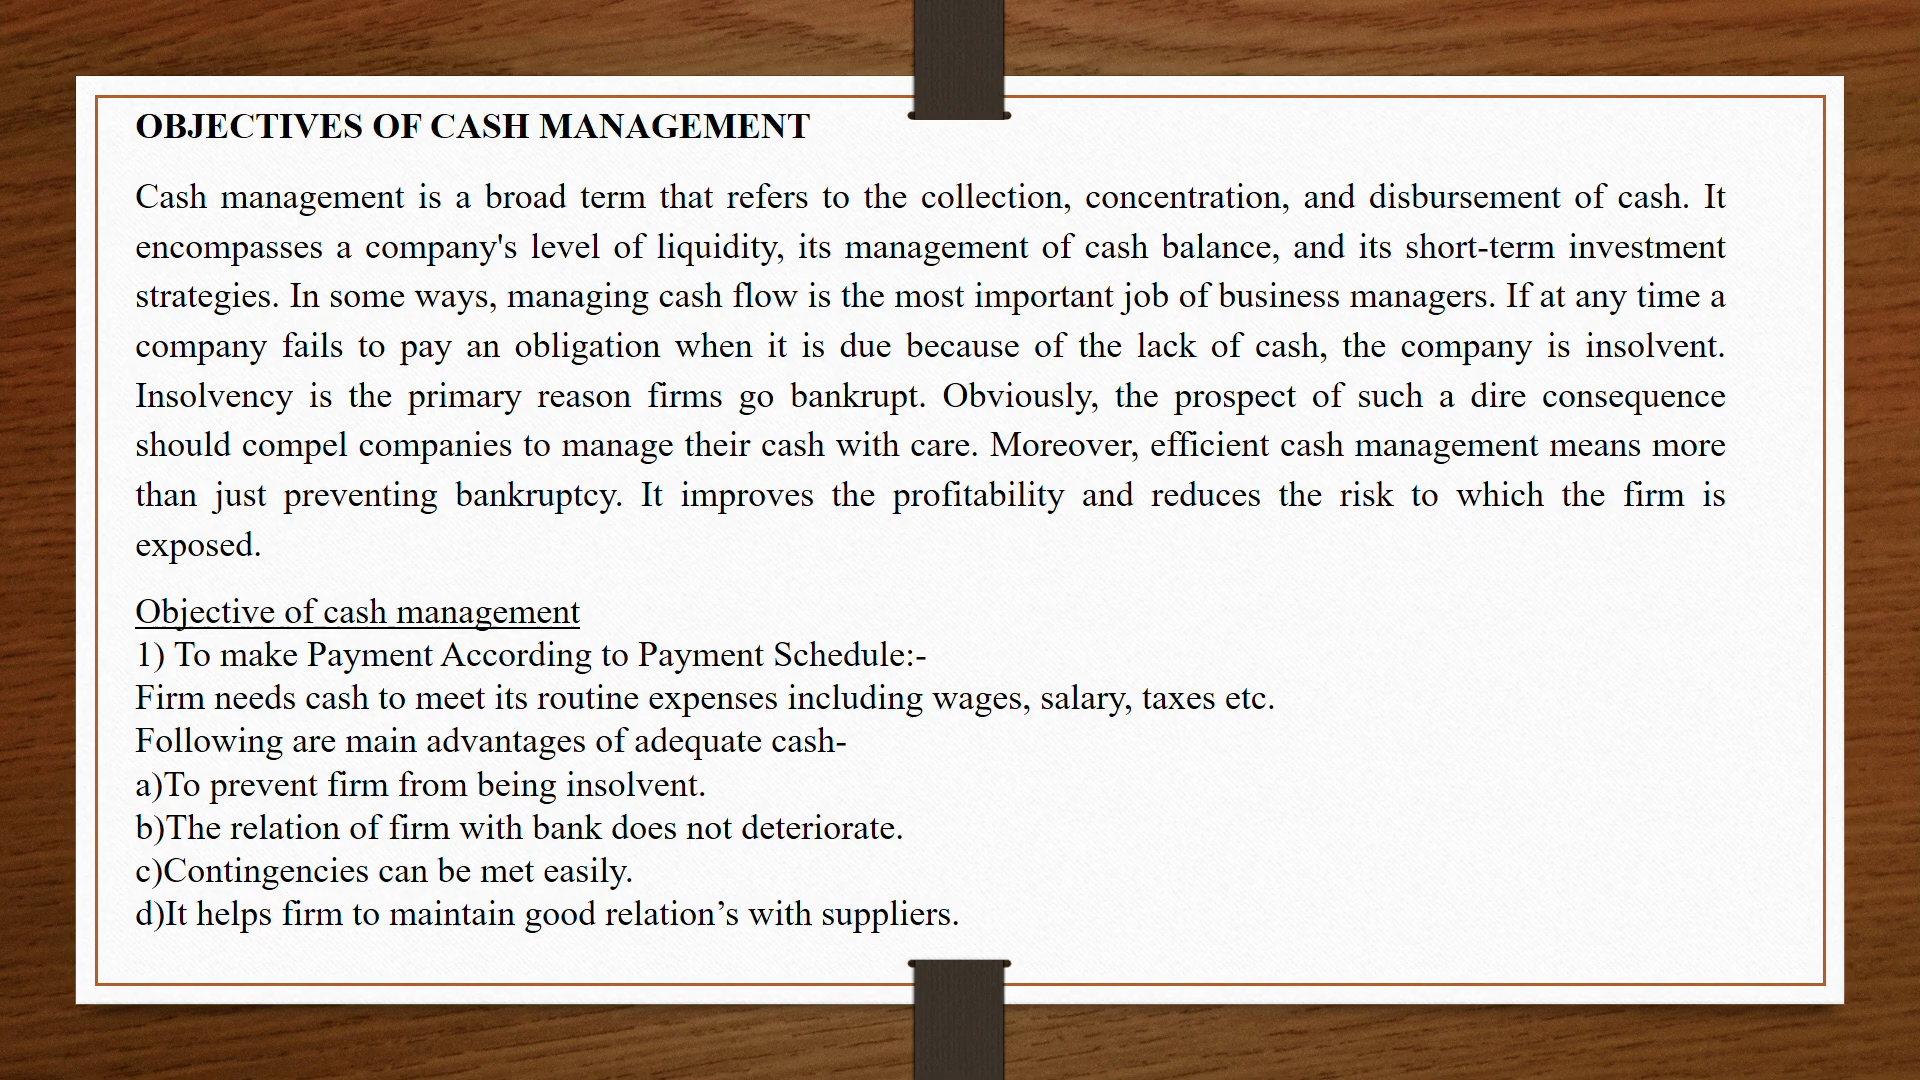 OBJECTIVES OF CASH MANAGEMENT
Cash management is a broad term that refers to the collection, concentration, and disbursement of cash. It
encompasses a company's level of liquidity, its management of cash balance, and its short-term investment
strategies. In some ways, managing cash flow is the most important job of business managers. If at any time a
company fails to pay an obligation when it is due because of the lack of cash, the company is insolvent.
Insolvency is the primary reason firms go bankrupt. Obviously, the prospect of such a dire consequence
should compel companies to manage their cash with care. Moreover, efficient cash management means more
than just preventing bankruptcy. It improves the profitability and reduces the risk to which the firm is
exposed.
Objective of cash management
1) To make Payment According to Payment Schedule:-
Firm needs cash to meet its routine expenses including wages, salary, taxes etc.
Following are main advantages of adequate cash-
a)To prevent firm from being insolvent.
b)The relation of firm with bank does not deteriorate.
c)Contingencies can be met easily.
d)It helps firm to maintain good relation’s with suppliers.